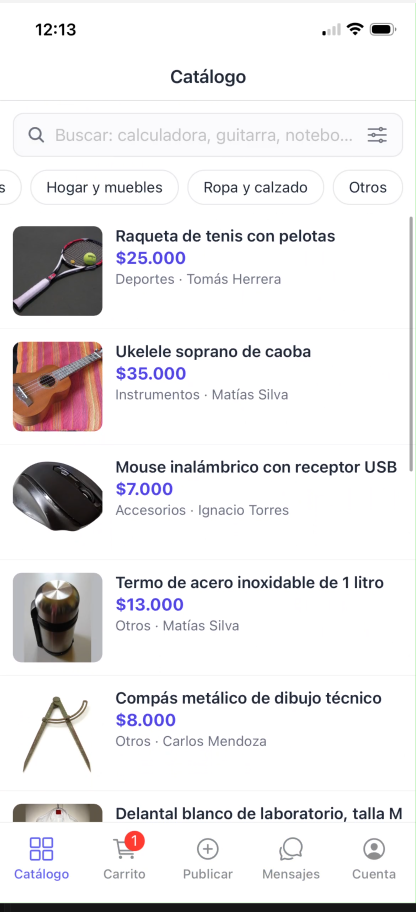 12:13
Catálogo
Buscar: calculadora, guitarra, notebo...
s
Hogar y muebles
Ropa y calzado
Otros
Raqueta de tenis con pelotas
$25.000
Deportes · Tomás Herrera
Ukelele soprano de caoba
$35.000
Instrumentos · Matías Silva
Mouse inalámbrico con receptor USB
$7.000
Accesorios · Ignacio Torres
Termo de acero inoxidable de 1 litro
$13.000
Otros · Matías Silva
Compás metálico de dibujo técnico
$8.000
Otros · Carlos Mendoza
Delantal blanco de laboratorio, talla M
1
Catálogo
Carrito
Publicar
Mensajes
Cuenta